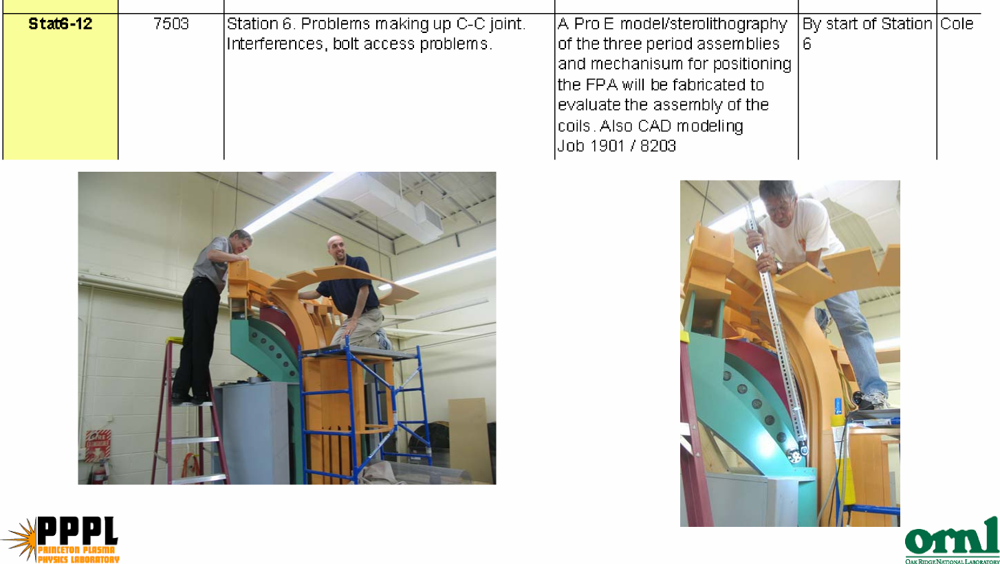 Stat6-12
7503
Station 6. Problems making up C-C joint.
Interferences, bolt access problems.
A Pro E model/sterolithography
of the three period assemblies
and mechanisum for positioning
the FPA will be fabricated to
evaluate the assembly of the
coils. Also CAD modeling
Job 1901 / 8203
By start of Station
6
Cole
FIRE
EXTINGUISHER
PPPL
PRINCETON PLASMA
PHYSICS LABORATORY
ornl
OAK RIDGE NATIONAL LABORATORY